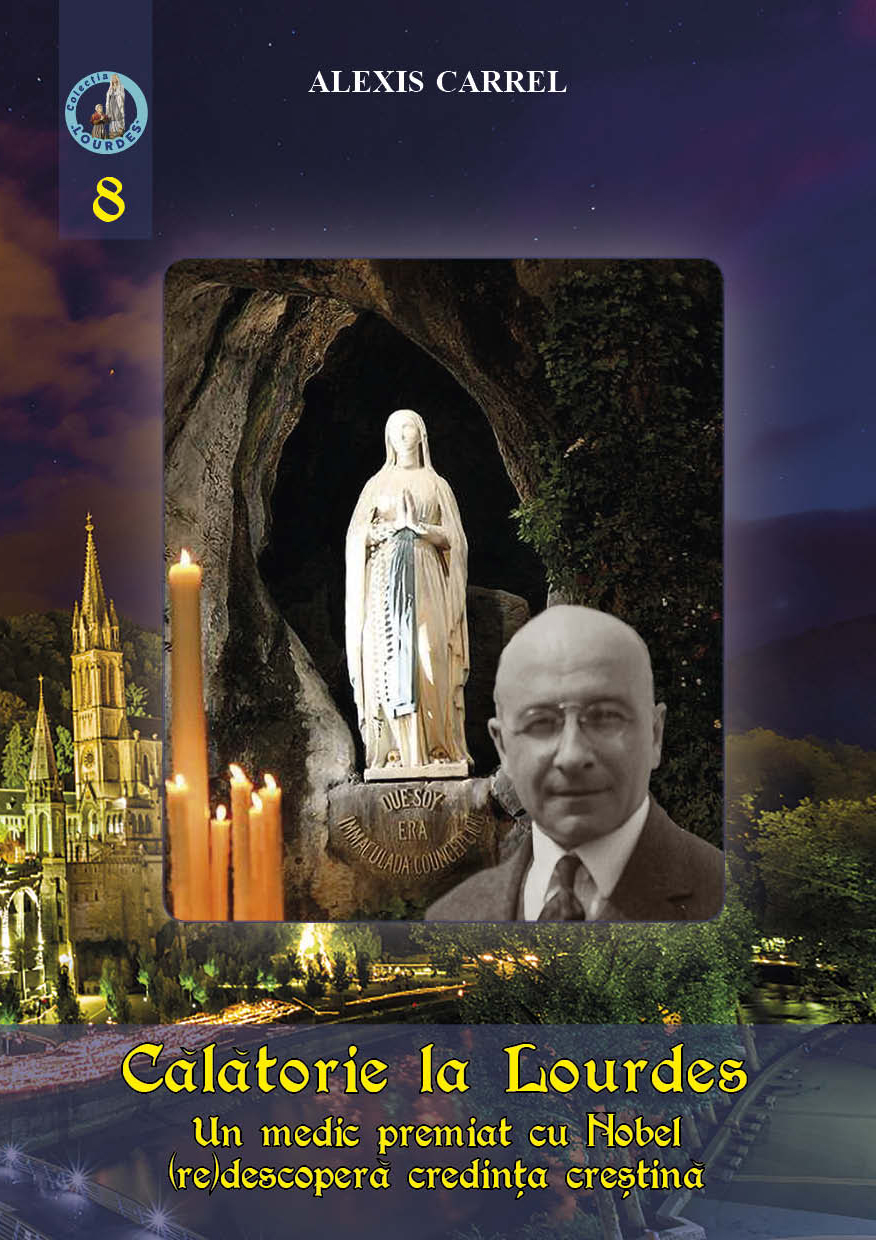 ALEXIS CARREL
Colecția
LOURDES
8
QUE SOY
ERA
IMMACULADA COUNCEPCIOU
Călătorie la Lourdes
Un medic premiat cu Nobel
(re)descoperă credința creștină